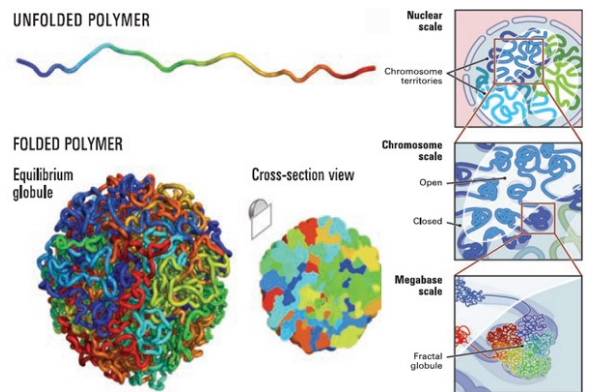 UNFOLDED POLYMER
FOLDED POLYMER
Equilibrium
globule
Cross-section view
Nuclear
scale
Chromosome
territories
Chromosome
scale
Open
Closed
Megabase
scale
Fractal
globule